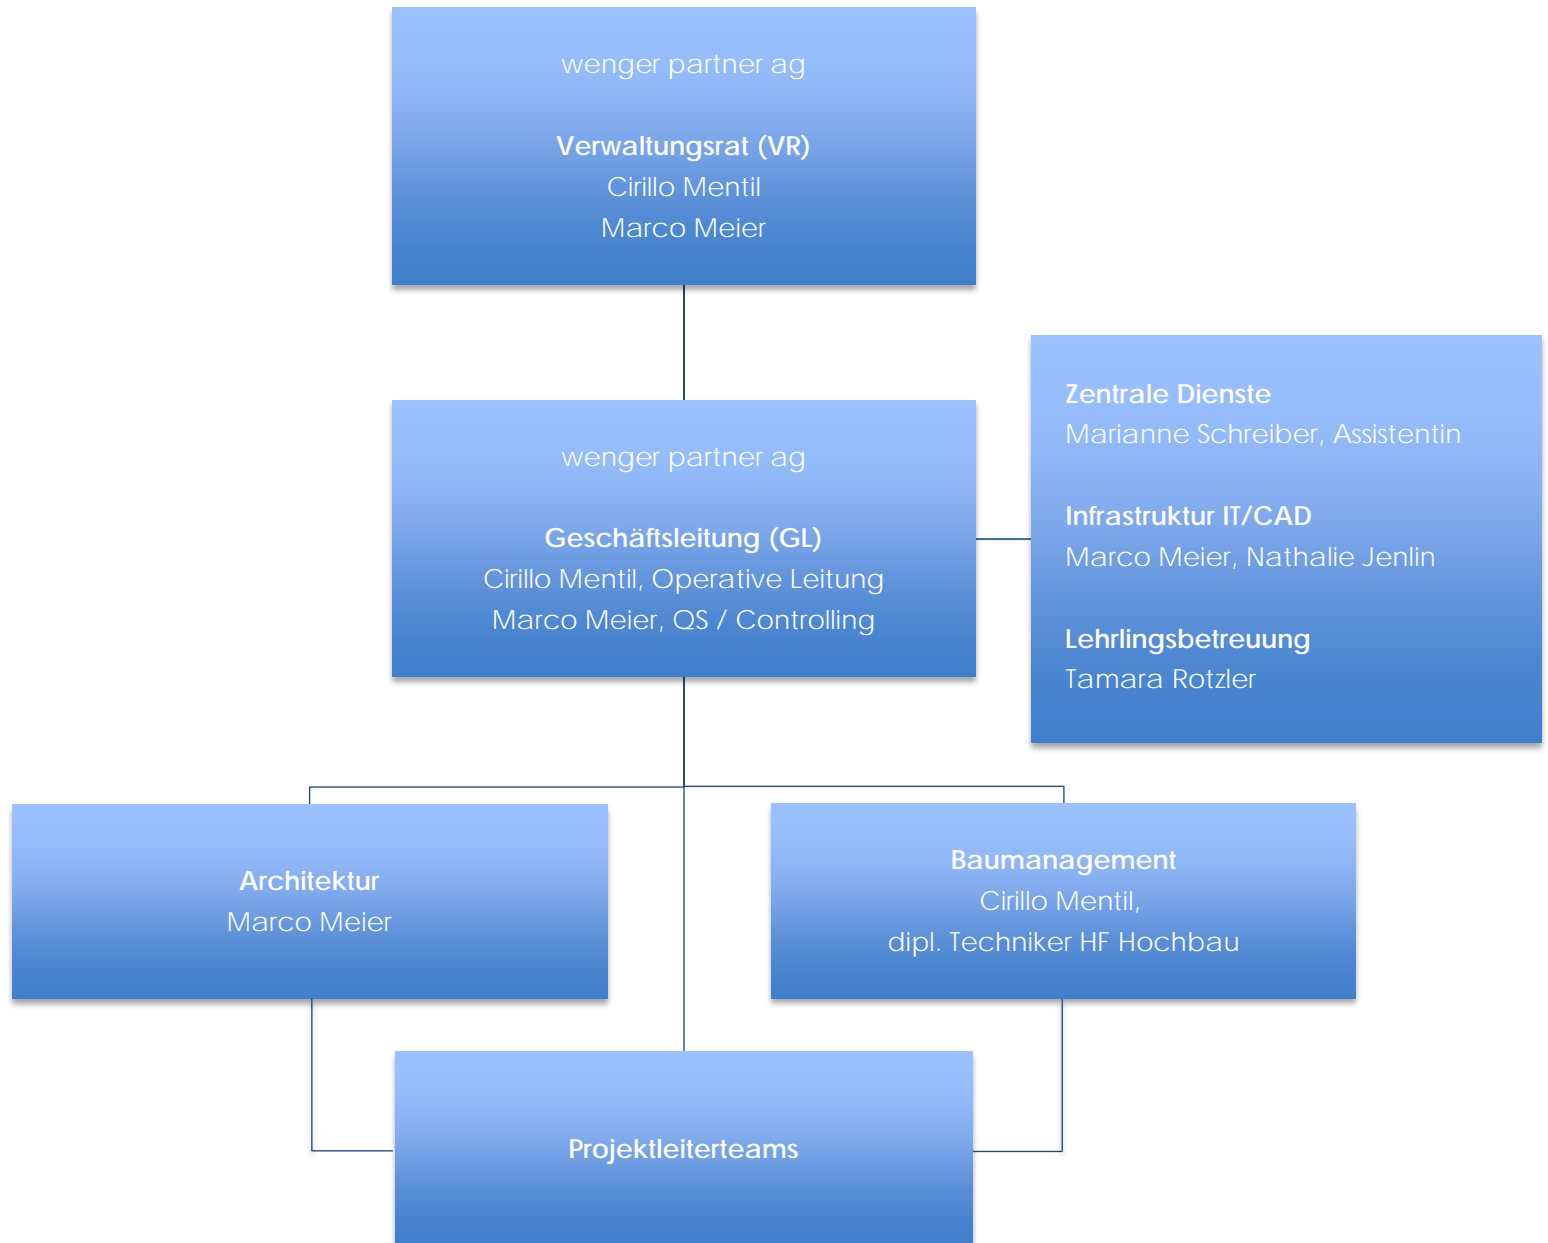 wenger partner ag
Verwaltungsrat (VR)
Cirillo Mentil
Marco Meier
wenger partner ag
Geschäftsleitung (GL)
Cirillo Mentil, Operative Leitung
Marco Meier, QS / Controlling
Zentrale Dienste
Marianne Schreiber, Assistentin
Infrastruktur IT/CAD
Marco Meier, Nathalie Jenlin
Lehrlingsbetreuung
Tamara Rotzler
Architektur
Marco Meier
Baumanagement
Cirillo Mentil,
dipl. Techniker HF Hochbau
Projektleiterteams